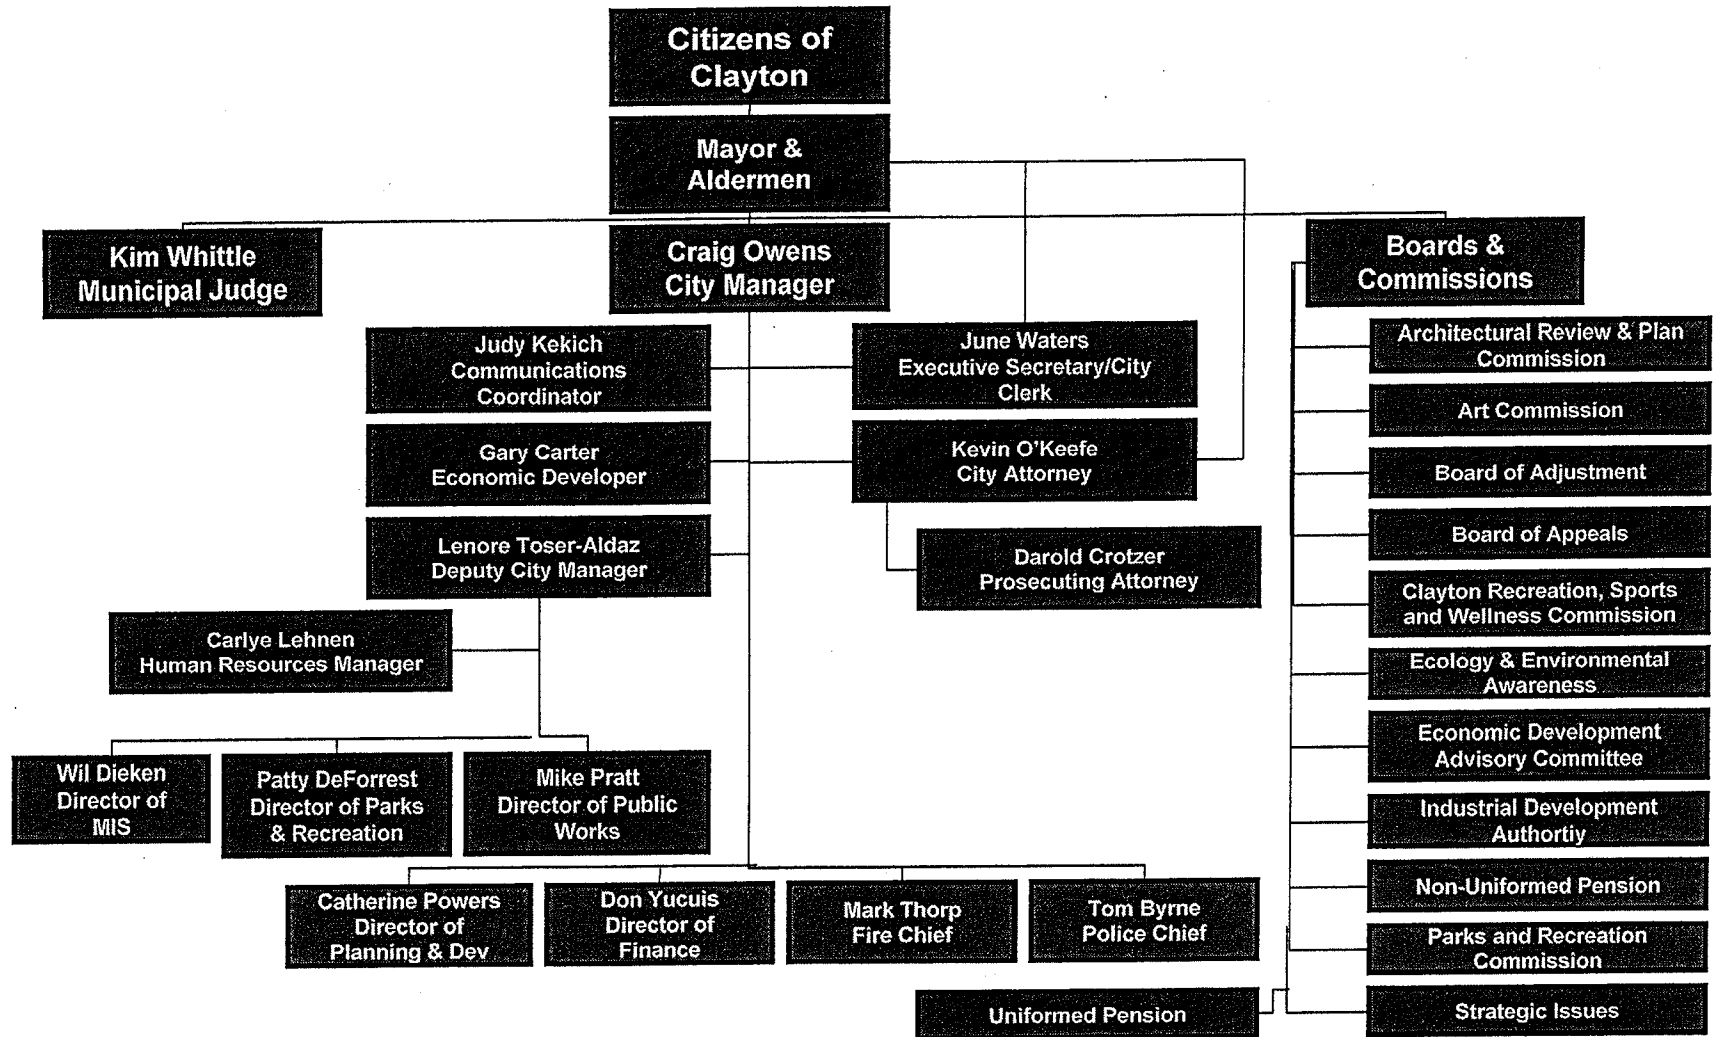 Citizens of
Clayton
Mayor &
Aldermen
Kim Whittle
Municipal Judge
Craig Owens
City Manager
Boards &
Commissions
Judy Kekich
Communications
Coordinator
June Waters
Executive Secretary/City
Clerk
Gary Carter
Economic Developer
Kevin O'Keefe
City Attorney
Lenore Toser-Aldaz
Deputy City Manager
Darold Crotzer
Prosecuting Attorney
Carlye Lehnen
Human Resources Manager
Wil Dieken
Director of
MIS
Patty DeForrest
Director of Parks
& Recreation
Mike Pratt
Director of Public
Works
Catherine Powers
Director of
Planning & Dev
Don Yucuis
Director of
Finance
Mark Thorp
Fire Chief
Tom Byrne
Police Chief
Architectural Review & Plan
Commission
Art Commission
Board of Adjustment
Board of Appeals
Clayton Recreation, Sports
and Wellness Commission
Ecology & Environmental
Awareness
Economic Development
Advisory Committee
Industrial Development
Authortiy
Non-Uniformed Pension
Parks and Recreation
Commission
Strategic Issues
Uniformed Pension